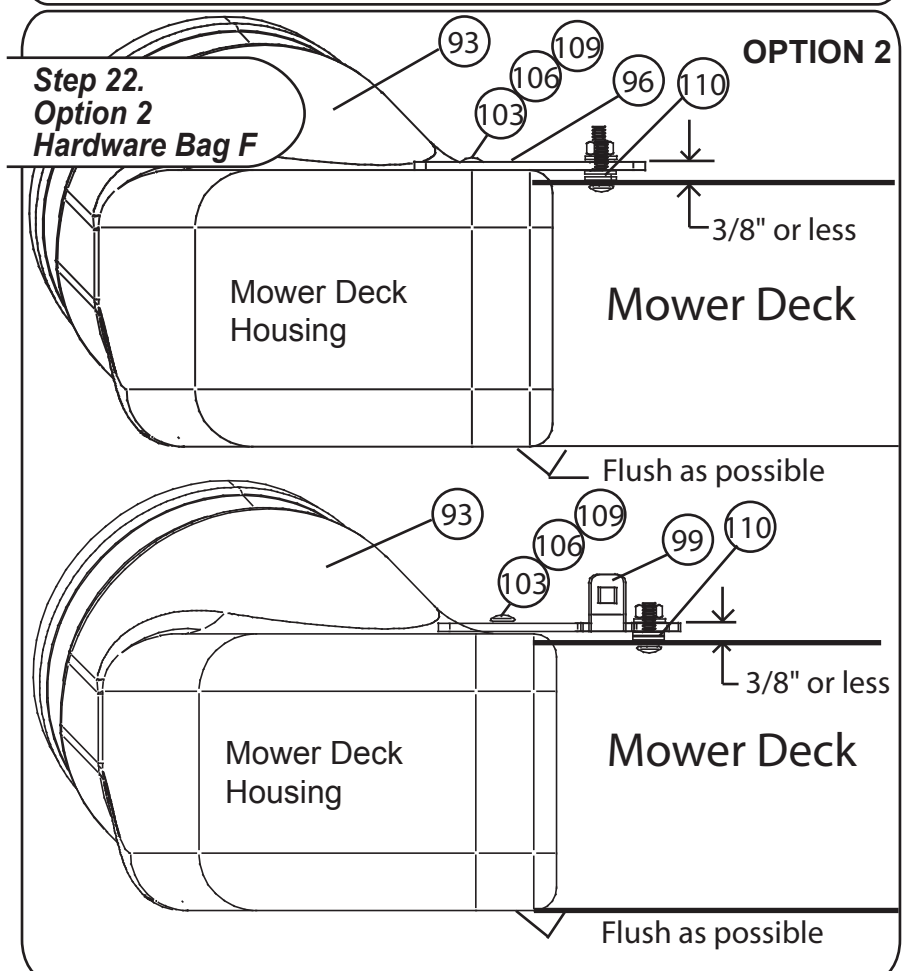 OPTION 2
Step 22.
Option 2
Hardware Bag F
93
103
106
109
96
110
3/8" or less
Mower Deck
Housing
Mower Deck
Flush as possible
93
103
106
109
99
110
3/8" or less
Mower Deck
Housing
Mower Deck
Flush as possible